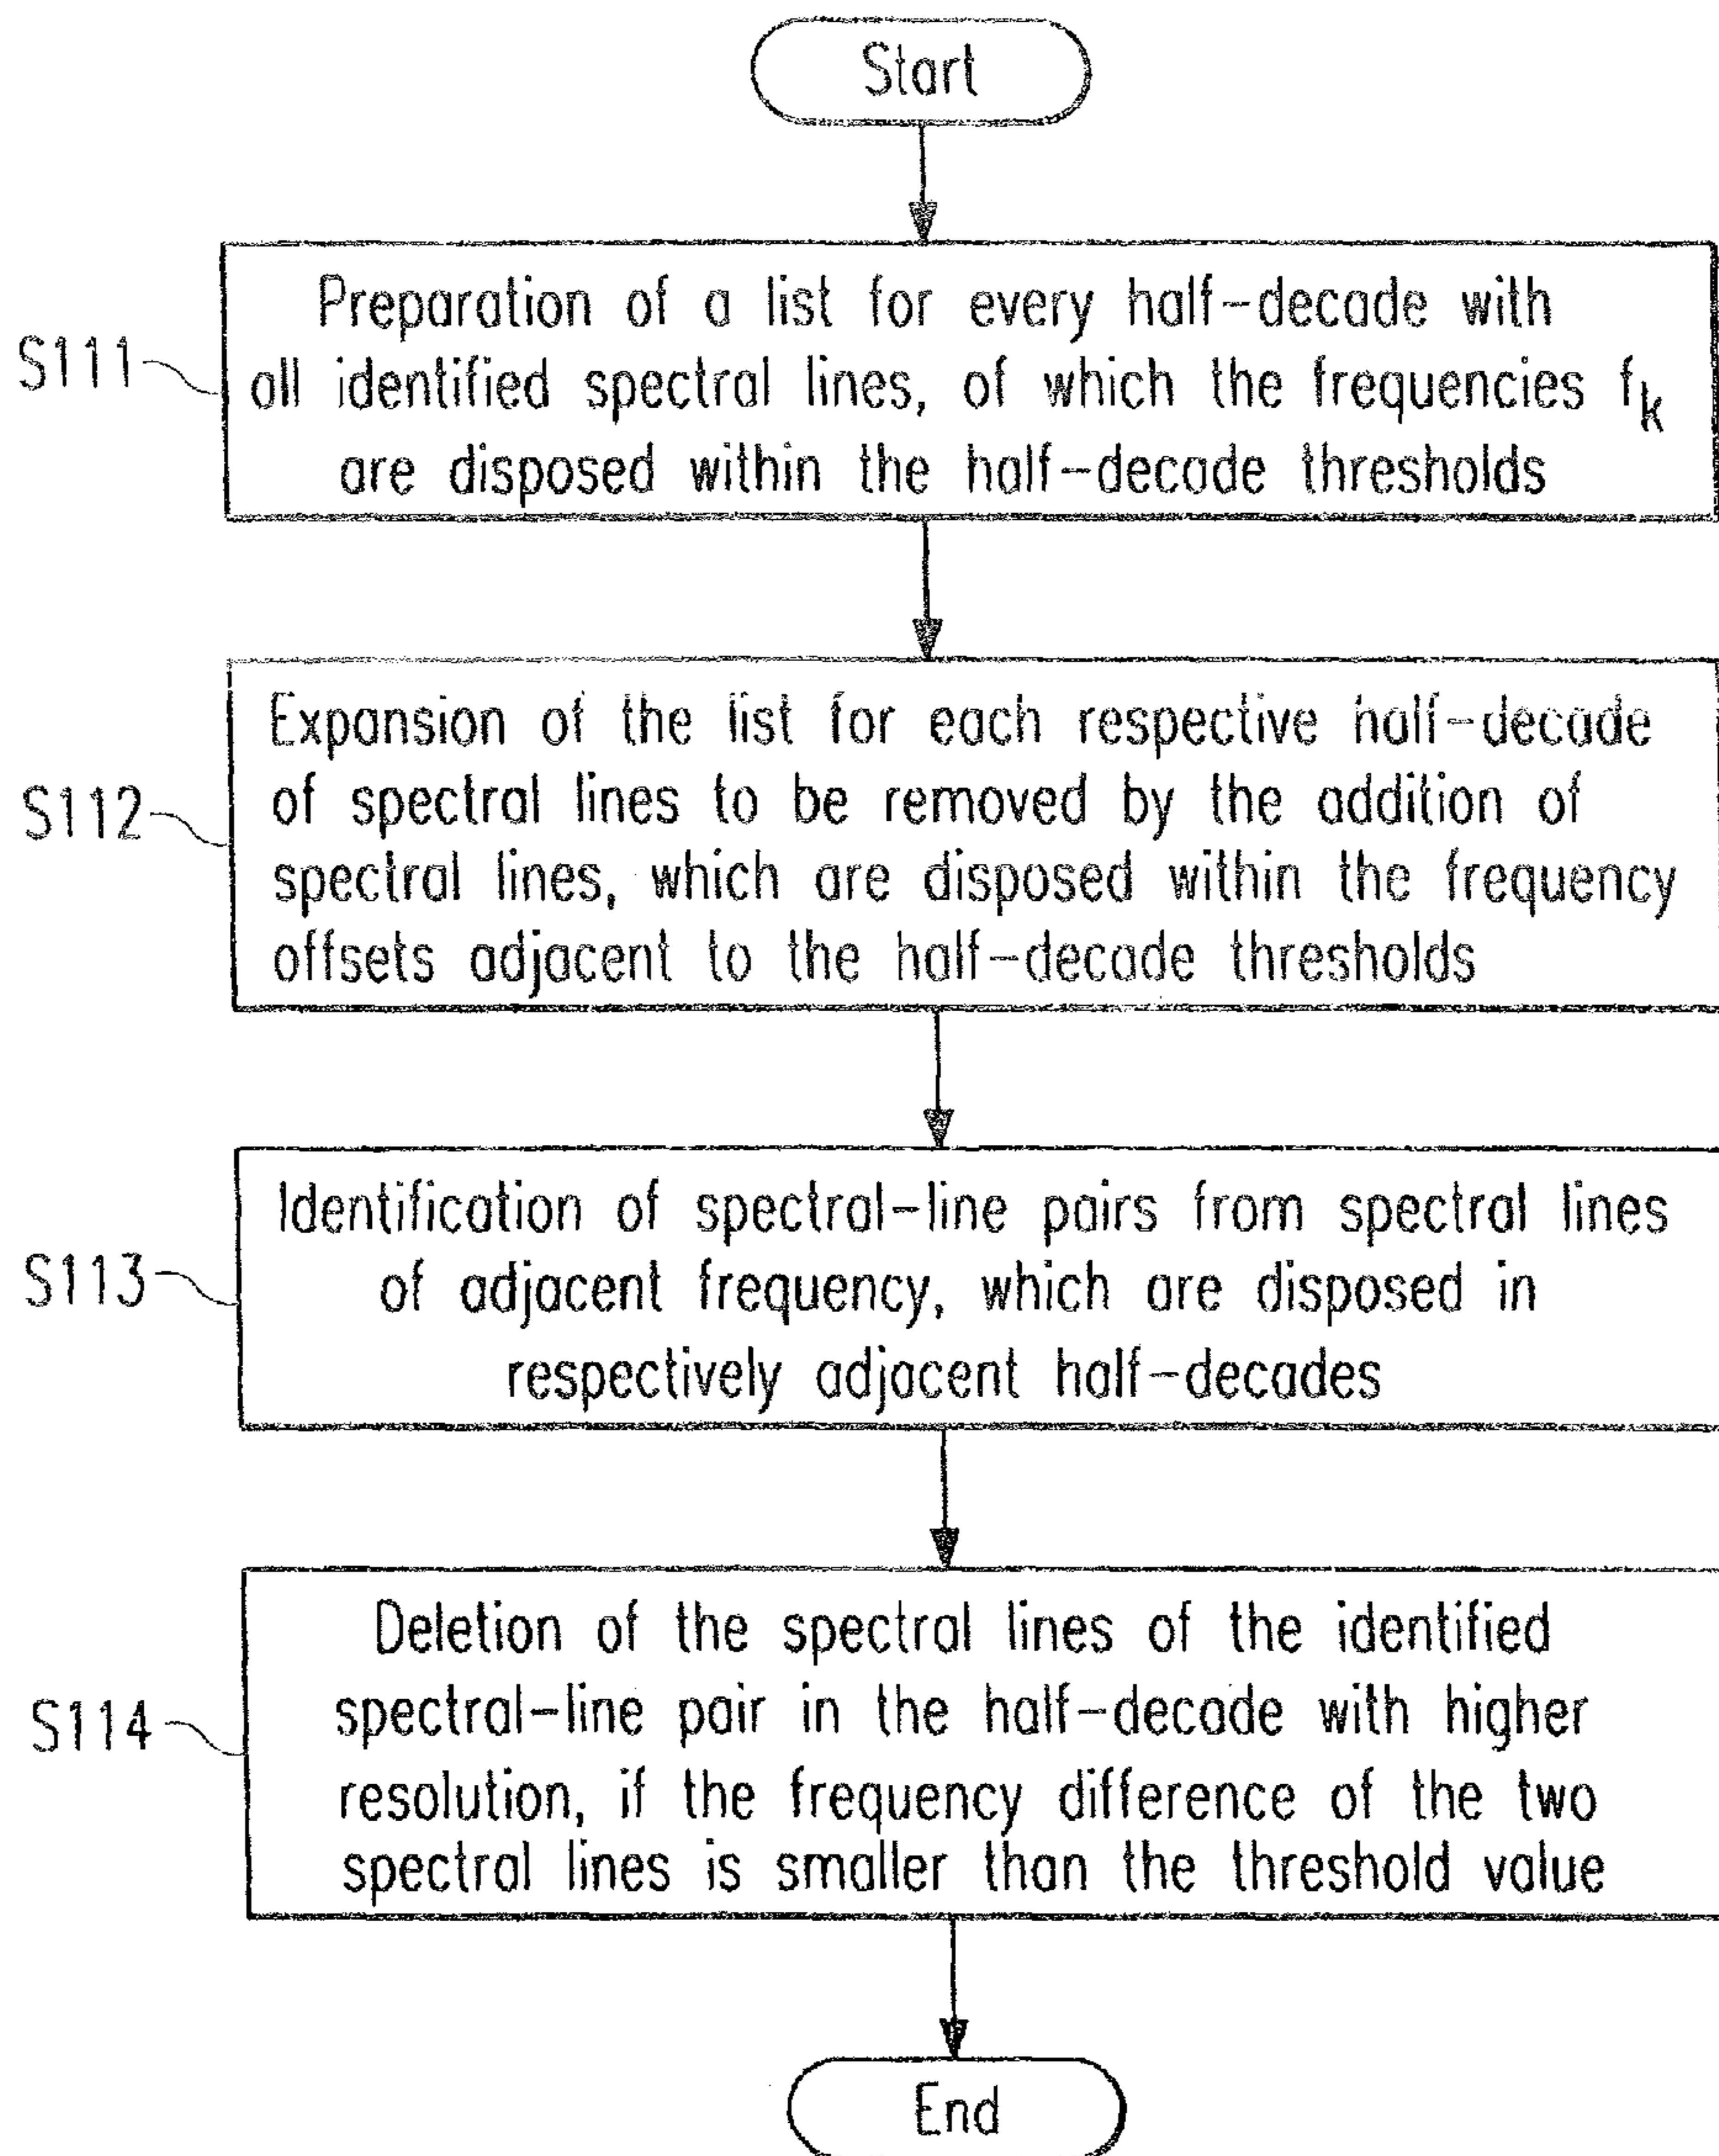 Start
Preparation of a list for every half-decade with
S111
all identified spectral lines, of which the frequencies fk
are disposed within the half-decade thresholds
Expansion of the list for each respective half-decade
S112
of spectral lines to be removed by the addition of
spectral lines, which are disposed within the frequency
offsets adjacent to the half-decade thresholds
Identification of spectral-line pairs from spectral lines
S113
of adjacent frequency, which are disposed in
respectively adjacent half-decades
Deletion of the spectral lines of the identified
S114
spectral-line pair in the half-decade with higher
resolution, if the frequency difference of the two
spectral lines is smaller than the threshold value
End